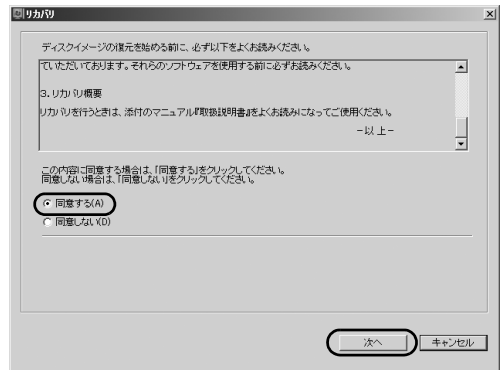 リカバリ
ディスクイメージの復元を始める前に、必ず以下をよくお読みください。
ていただいております。それらのソフトウェアを使用する前に必ずお読みください。
3. リカバリ概要
リカバリを行うときは、添付のマニュアル『取扱説明書』をよくお読みになってご使用ください。
－以 上－
この内容に同意する場合は、「同意する」をクリックしてください。
同意しない場合は、「同意しない」をクリックしてください。
同意する(A)
同意しない(D)
次へ
キャンセル